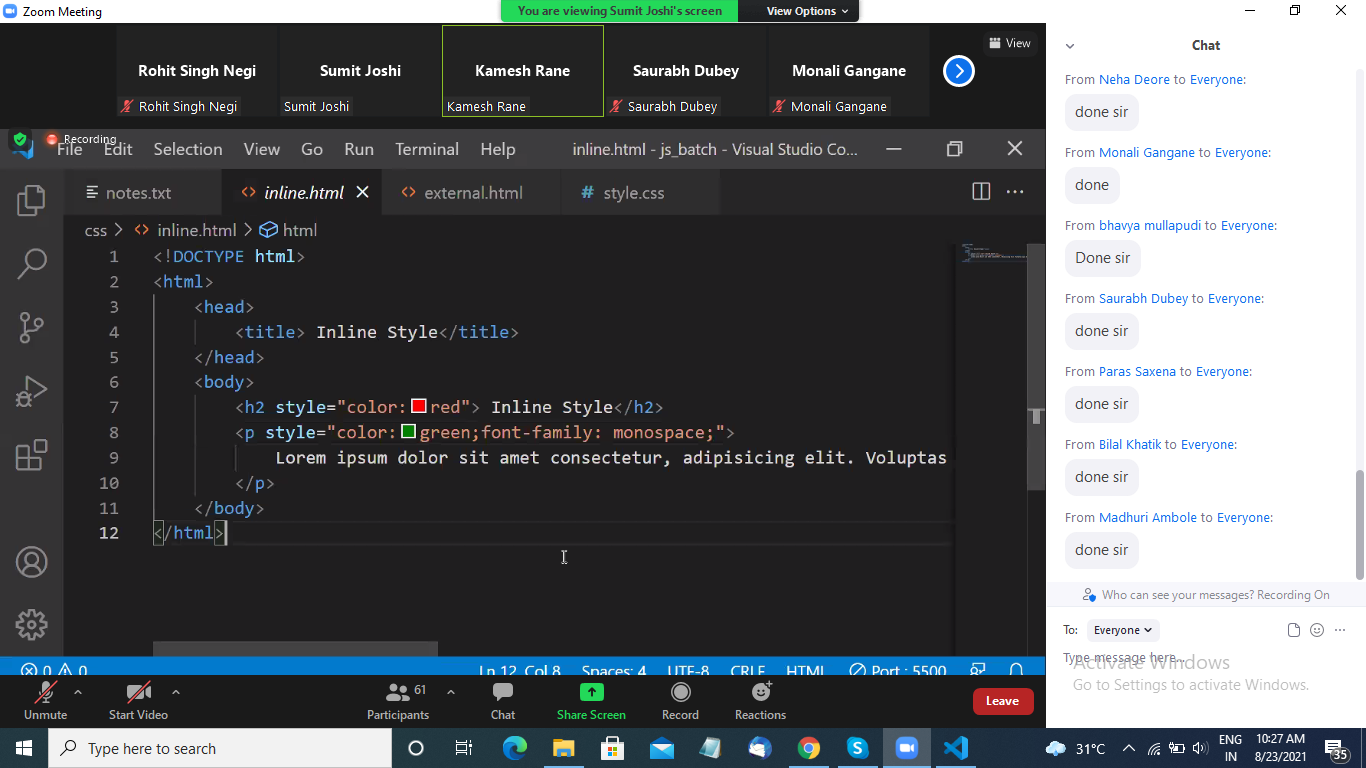 Zoom Meeting
You are viewing Sumit Joshi's screen
View Options
Rohit Singh Negi
Rohit Singh Negi
Sumit Joshi
Sumit Joshi
Kamesh Rane
Kamesh Rane
Saurabh Dubey
Saurabh Dubey
Monali Gangane
Monali Gangane
View
Recording
File Edit Selection View Go Run Terminal Help inline.html - js_batch - Visual Studio Co...
notes.txt inline.html external.html # style.css
css > inline.html > html
1 <!DOCTYPE html>
2 <html>
3 <head>
4 <title> Inline Style</title>
5 </head>
6 <body>
7 <h2 style="color:red"> Inline Style</h2>
8 <p style="color:green;font-family: monospace;">
9 Lorem ipsum dolor sit amet consectetur, adipisicing elit. Voluptas
10 </p>
11 </body>
12 </html>
0 0 Ln 12, Col 8 Spaces: 4 UTF-8 CRLF HTML Port : 5500
Unmute
Start Video
Participants
61
Chat
Share Screen
Record
Reactions
Leave
Chat
From Neha Deore to Everyone:
done sir
From Monali Gangane to Everyone:
done
From bhavya mullapudi to Everyone:
Done sir
From Saurabh Dubey to Everyone:
done sir
From Paras Saxena to Everyone:
done sir
From Bilal Khatik to Everyone:
done sir
From Madhuri Ambole to Everyone:
done sir
Who can see your messages? Recording On
To: Everyone
Type message here...
Activate Windows
Go to Settings to activate Windows.
Type here to search
31°C
ENG
IN
10:27 AM
8/23/2021
35